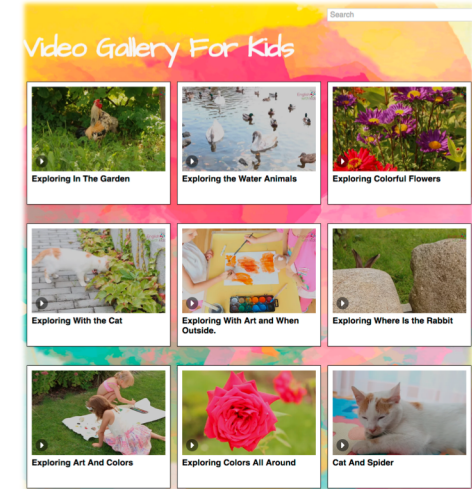 Search
Video Gallery For Kids
Exploring In The Garden
Exploring the Water Animals
Exploring Colorful Flowers
Exploring With the Cat
Exploring With Art and When
Outside.
Exploring Where Is the Rabbit
Exploring Art And Colors
Exploring Colors All Around
Cat And Spider